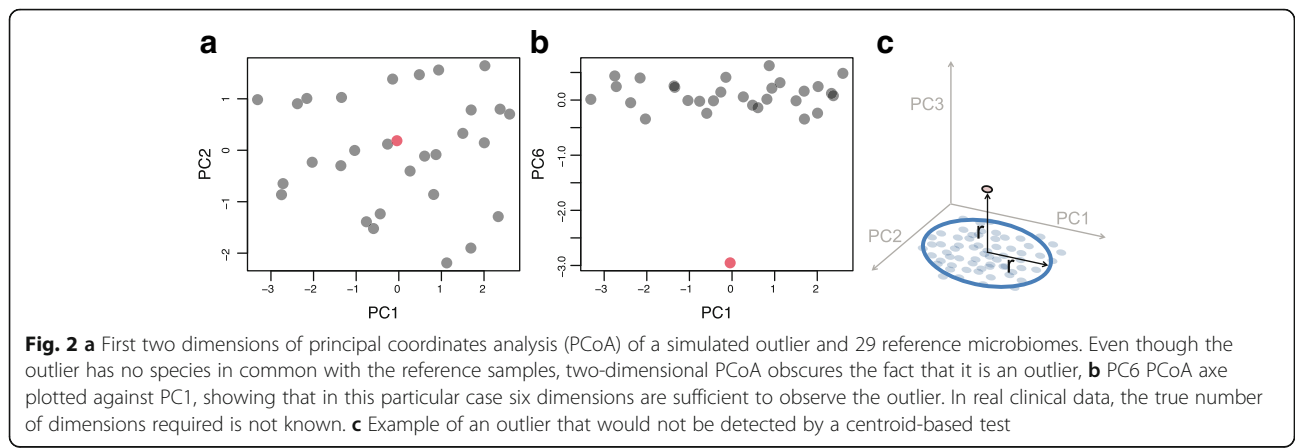 a
b
c
1
0
-1
-2
PC2
-3
-2
-1
0
1
2
PC1
0.0
-1.0
-2.0
-3.0
PC6
-3
-2
-1
0
1
2
PC1
PC3
PC1
PC2
r
r
Fig. 2 a First two dimensions of principal coordinates analysis (PCoA) of a simulated outlier and 29 reference microbiomes. Even though the
outlier has no species in common with the reference samples, two-dimensional PCoA obscures the fact that it is an outlier, b PC6 PCoA axe
plotted against PC1, showing that in this particular case six dimensions are sufficient to observe the outlier. In real clinical data, the true number
of dimensions required is not known. c Example of an outlier that would not be detected by a centroid-based test